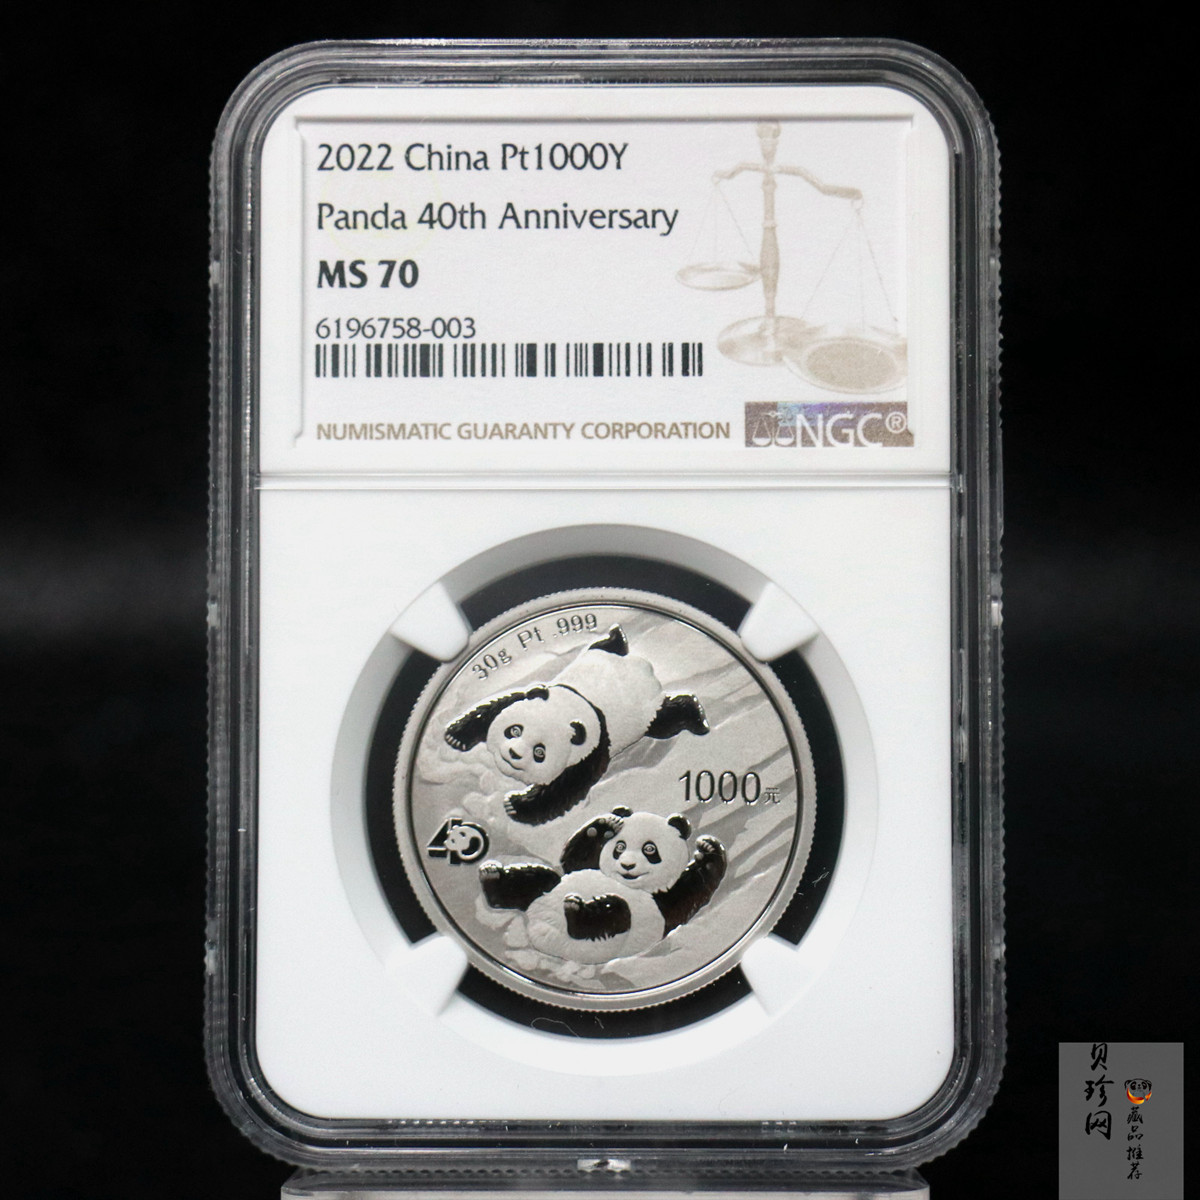 2022 China Pt1000Y
Panda 40th Anniversary
MS 70
6196758-003
NUMISMATIC GUARANTY CORPORATION
NGC®
30g Pt .999
1000元
40
贝珍网
藏品推荐